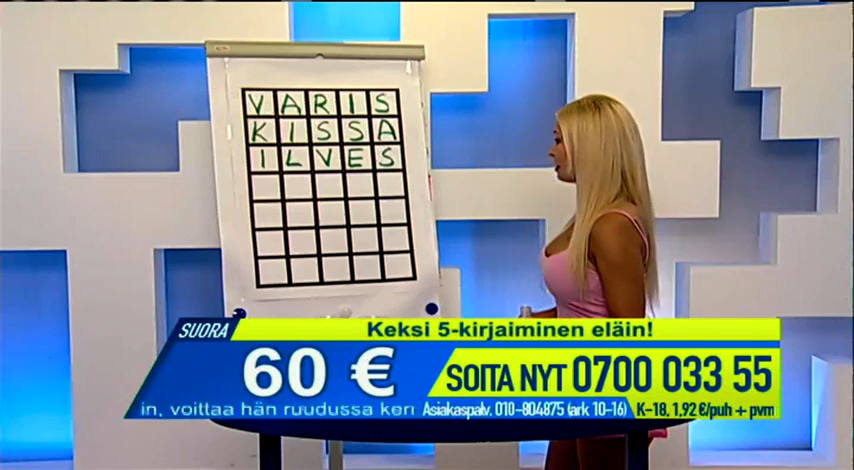 VARIS
KISSA
ILVES
SUORA
Keksi 5-kirjaiminen eläin!
60 €
SOITA NYT 0700 033 55
in, voittaa hän ruudussa
Asiakaspalv. 010-804875 (ark 10-16)
K-18, 1,92 €/puh + pvm